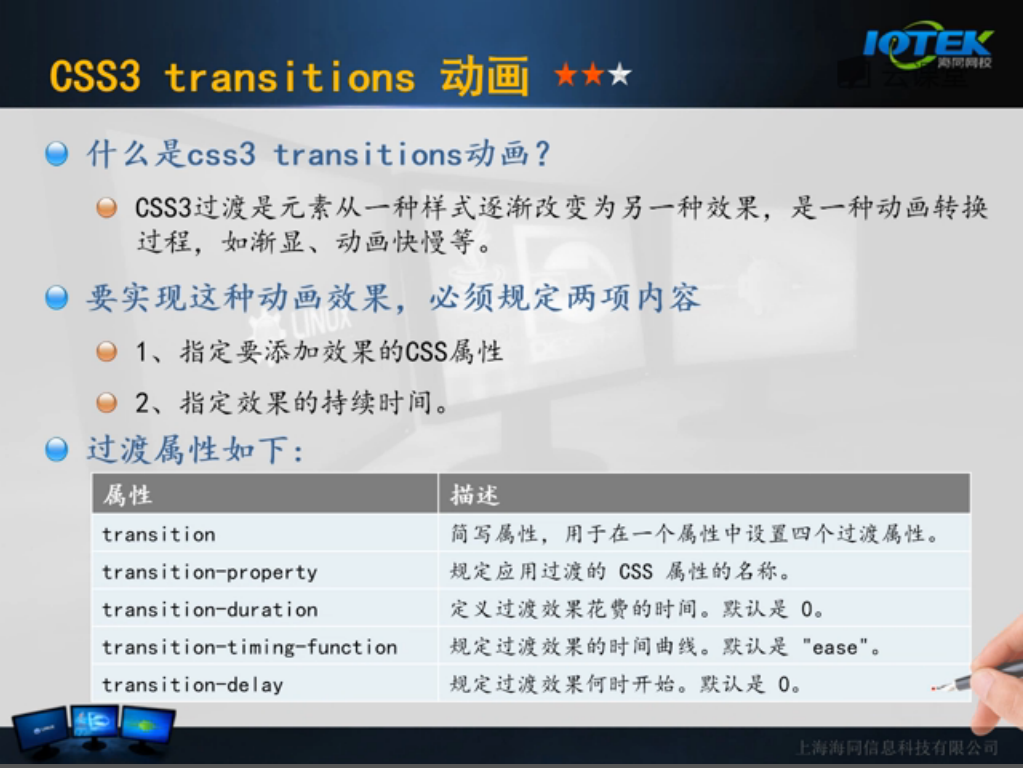 CSS3 transitions 动画
IQTEK
海同网校
云课堂
什么是css3 transitions动画？
CSS3过渡是元素从一种样式逐渐改变为另一种效果，是一种动画转换
过程，如渐显、动画快慢等。
要实现这种动画效果，必须规定两项内容
LINUX
1、指定要添加效果的CSS属性
2、指定效果的持续时间。
过渡属性如下：
属性 描述
transition 简写属性，用于在一个属性中设置四个过渡属性。
transition-property 规定应用过渡的 CSS 属性的名称。
transition-duration 定义过渡效果花费的时间。默认是 0。
transition-timing-function 规定过渡效果的时间曲线。默认是 "ease"。
transition-delay 规定过渡效果何时开始。默认是 0。
上海海同信息科技有限公司